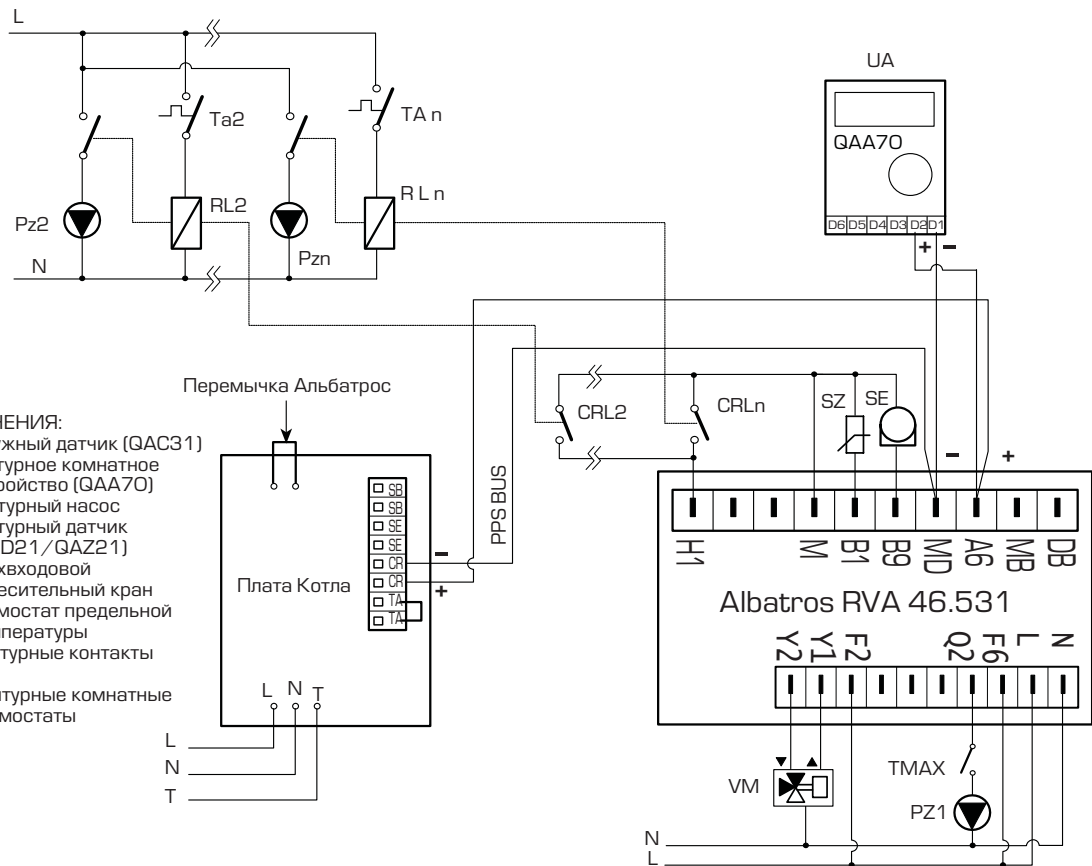 L
UA
QAA70
D6 D5 D4 D3 D2 D1
+ −
Ta2
TA n
RL2
R L n
Pz2
Pzn
N
Перемычка Альбатрос
НЕНИЯ:
ужный датчик (QAC31)
турное комнатное
ройство (QAA70)
турный насос
турный датчик
D21/QAZ21)
хвходовой
есительный кран
мостат предельной
пературы
турные контакты
турные комнатные
мостаты
SB
SB
SE
SE
CR
CR
TA
TA
−
+
Плата Котла
L N T
L
N
T
PPS BUS
CRL2
CRLn
SZ
SE
− +
H1 M B1 B9 MD A6 MB DB
Albatros RVA 46.531
Y2 Y1 F2 Q2 F6 L N
VM
TMAX
PZ1
N
L